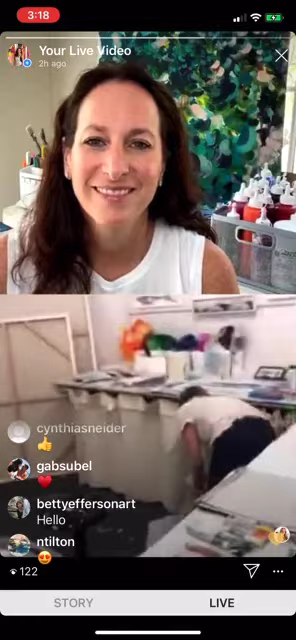 3:18
Your Live Video
2h ago
cynthiasneider
gabsubel
bettyeffersonart
Hello
ntilton
122
STORY
LIVE